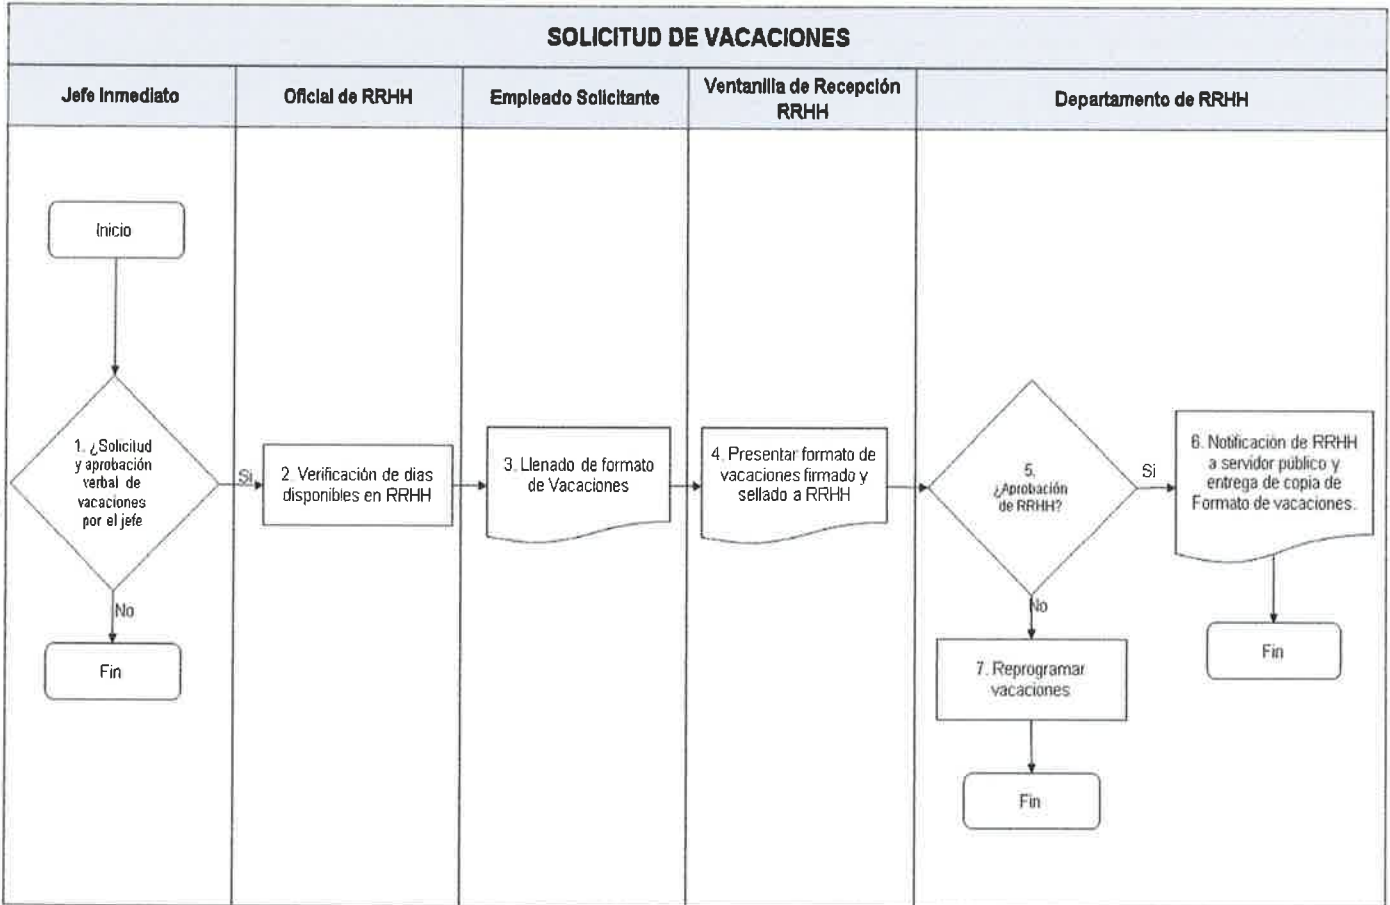 SOLICITUD DE VACACIONES
Jefe Inmediato
Oficial de RRHH
Empleado Solicitante
Ventanilla de Recepción
RRHH
Departamento de RRHH
Inicio
1. ¿Solicitud
y aprobación
verbal de
vacaciones
por el jefe
Si
No
Fin
2. Verificación de dias
disponibles en RRHH
3. Llenado de formato
de Vacaciones
4. Presentar formato de
vacaciones firmado y
sellado a RRHH
5.
¿Aprobación
de RRHH?
Si
No
6. Notificación de RRHH
a servidor público y
entrega de copia de
Formato de vacaciones.
Fin
7. Reprogramar
vacaciones
Fin